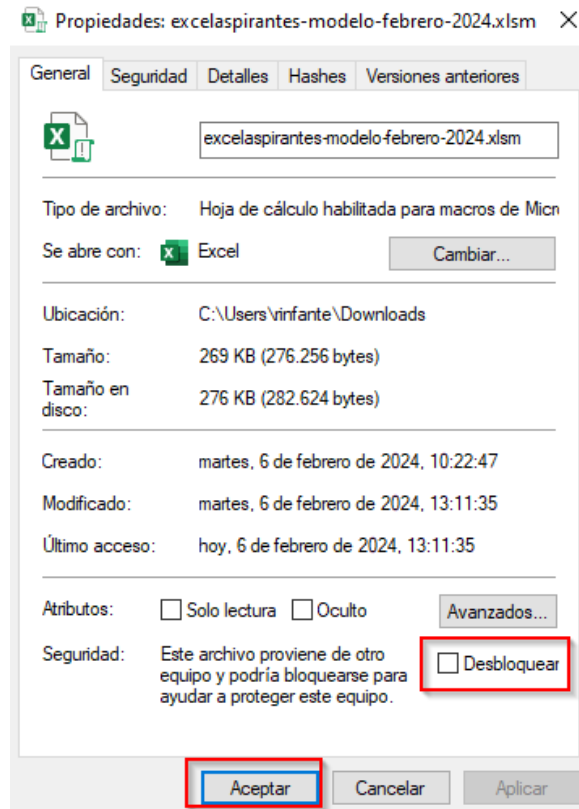 Propiedades: excelaspirantes-modelo-febrero-2024.xlsm
General Seguridad Detalles Hashes Versiones anteriores
excelaspirantes-modelo-febrero-2024.xlsm
Tipo de archivo: Hoja de cálculo habilitada para macros de Micr
Se abre con: Excel Cambiar...
Ubicación: C:\Users\rinfante\Downloads
Tamaño: 269 KB (276.256 bytes)
Tamaño en
disco: 276 KB (282.624 bytes)
Creado: martes, 6 de febrero de 2024, 10:22:47
Modificado: martes, 6 de febrero de 2024, 13:11:35
Último acceso: hoy, 6 de febrero de 2024, 13:11:35
Atributos: Solo lectura Oculto Avanzados...
Seguridad: Este archivo proviene de otro
equipo y podría bloquearse para
ayudar a proteger este equipo.
Desbloquear
Aceptar Cancelar Aplicar